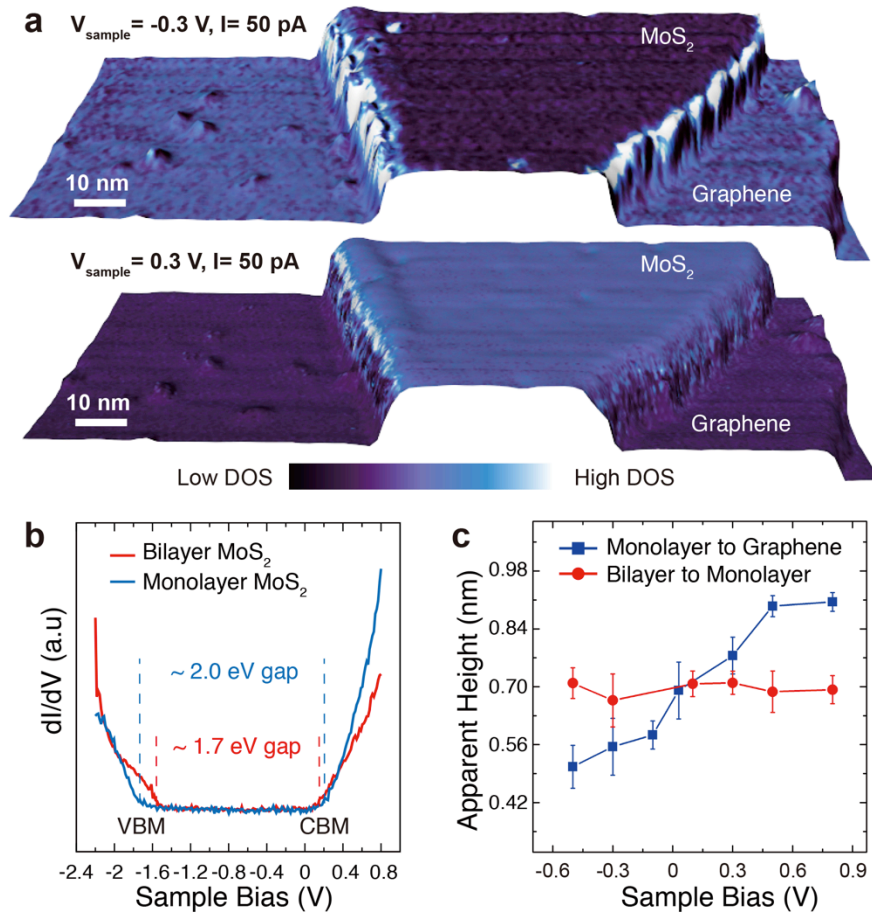 a
V_sample = -0.3 V, I= 50 pA
MoS₂
10 nm
Graphene
V_sample = 0.3 V, I= 50 pA
MoS₂
10 nm
Graphene
Low DOS High DOS
b
Bilayer MoS₂
Monolayer MoS₂
dI/dV (a.u)
~ 2.0 eV gap
~ 1.7 eV gap
VBM CBM
-2.4 -2 -1.6 -1.2 -0.8 -0.4 0 0.4 0.8
Sample Bias (V)
c
Monolayer to Graphene
Bilayer to Monolayer
Apparent Height (nm)
0.98
0.84
0.70
0.56
0.42
-0.6 -0.3 0 0.3 0.6 0.9
Sample Bias (V)